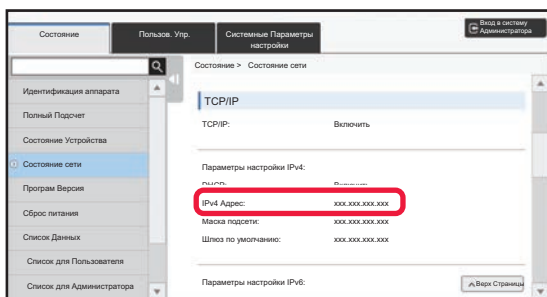 Состояние
Пользов. Упр.
Системные Параметры
настройки
Вход в систему
Администратора
Состояние > Состояние сети
Идентификация аппарата
Полный Подсчет
Состояние Устройства
Состояние сети
Програм Версия
Сброс питания
Список Данных
Список для Пользователя
Список для Администратора
TCP/IP
TCP/IP: Включить
Параметры настройки IPv4:
DHCP: Включить
IPv4 Адрес: xxx.xxx.xxx.xxx
Маска подсети: xxx.xxx.xxx.xxx
Шлюз по умолчанию: xxx.xxx.xxx.xxx
Параметры настройки IPv6:
Верх Страницы